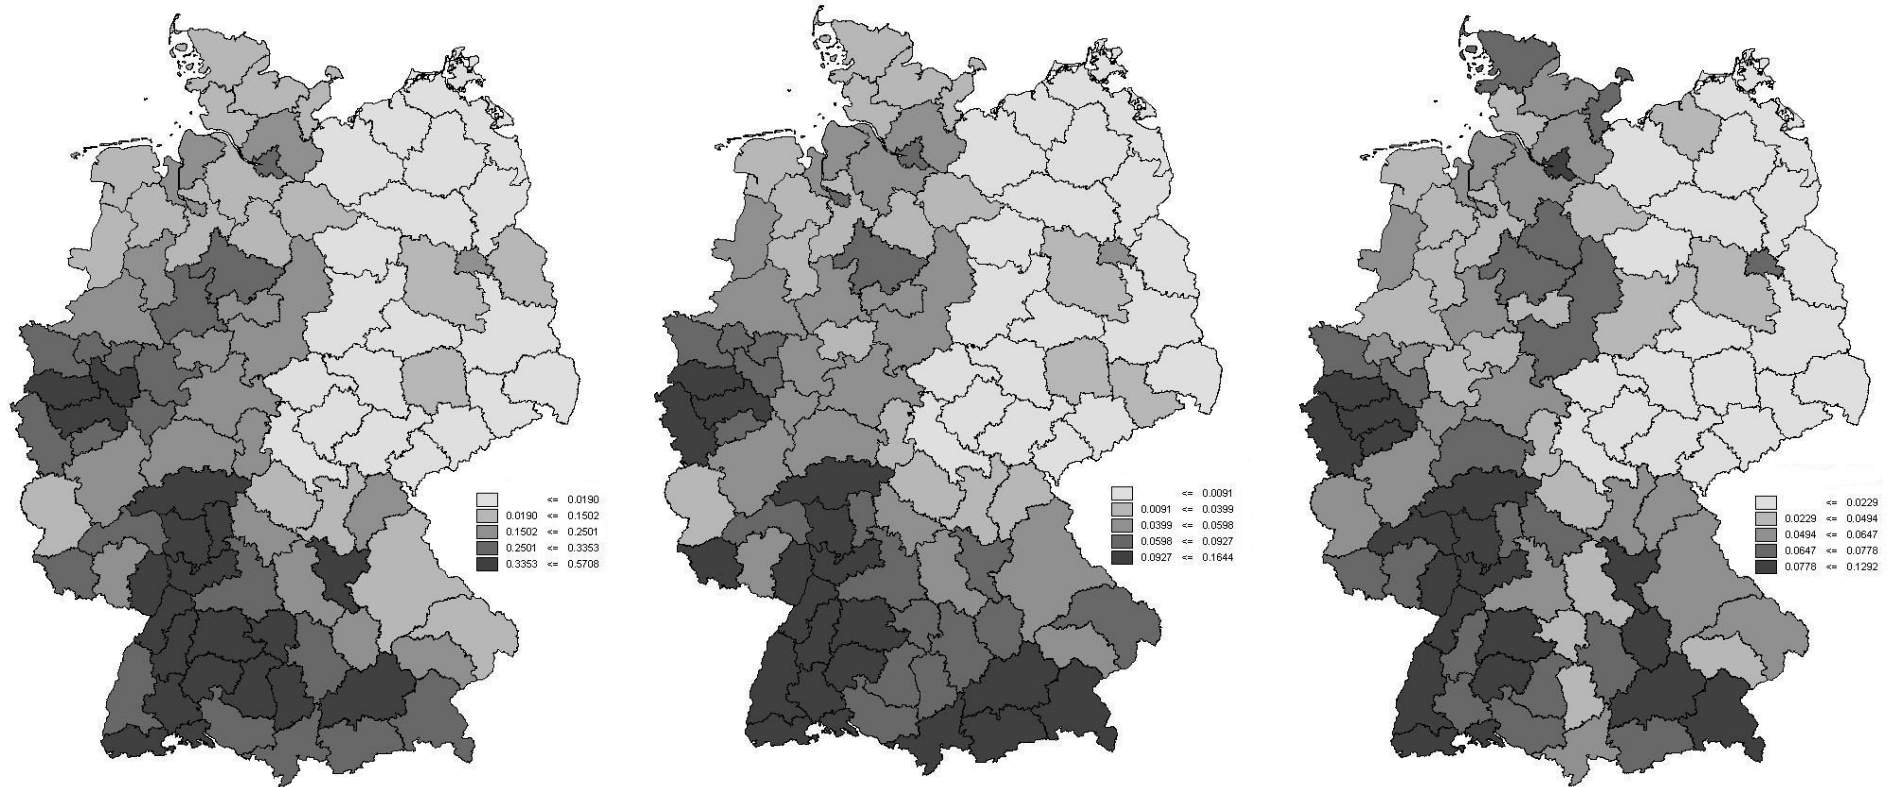 <= 0.0190
0.0190 <= 0.1502
0.1502 <= 0.2501
0.2501 <= 0.3353
0.3353 <= 0.5708
<= 0.0091
0.0091 <= 0.0399
0.0399 <= 0.0598
0.0598 <= 0.0927
0.0927 <= 0.1644
<= 0.0229
0.0229 <= 0.0494
0.0494 <= 0.0647
0.0647 <= 0.0778
0.0778 <= 0.1292